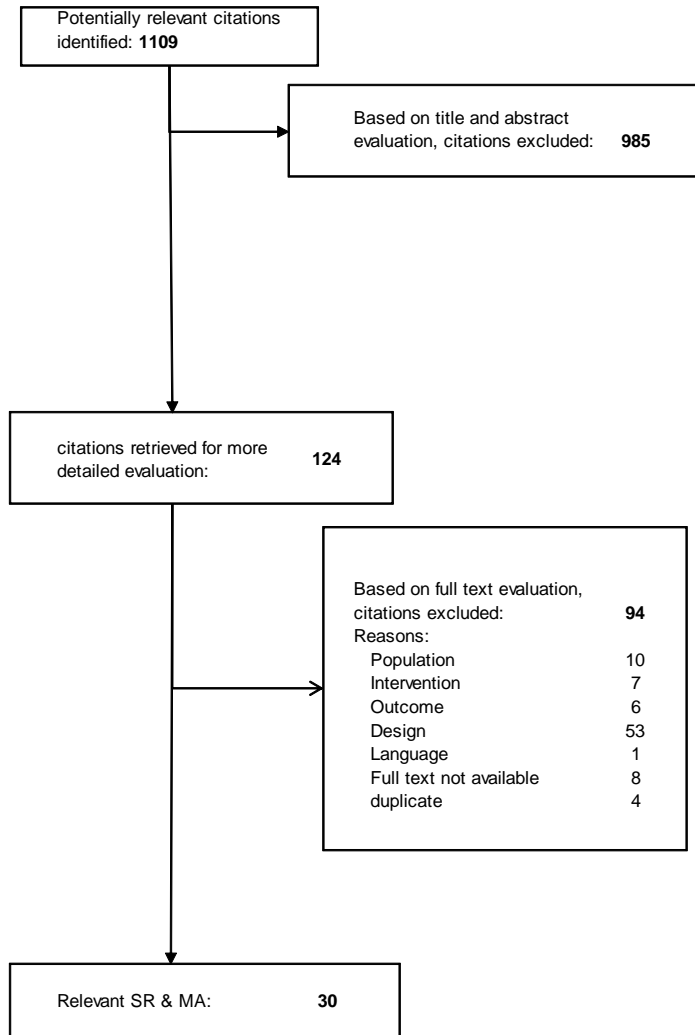 Potentially relevant citations
identified: 1109
Based on title and abstract
evaluation, citations excluded: 985
citations retrieved for more
detailed evaluation: 124
Based on full text evaluation,
citations excluded: 94
Reasons:
Population 10
Intervention 7
Outcome 6
Design 53
Language 1
Full text not available 8
duplicate 4
Relevant SR & MA: 30